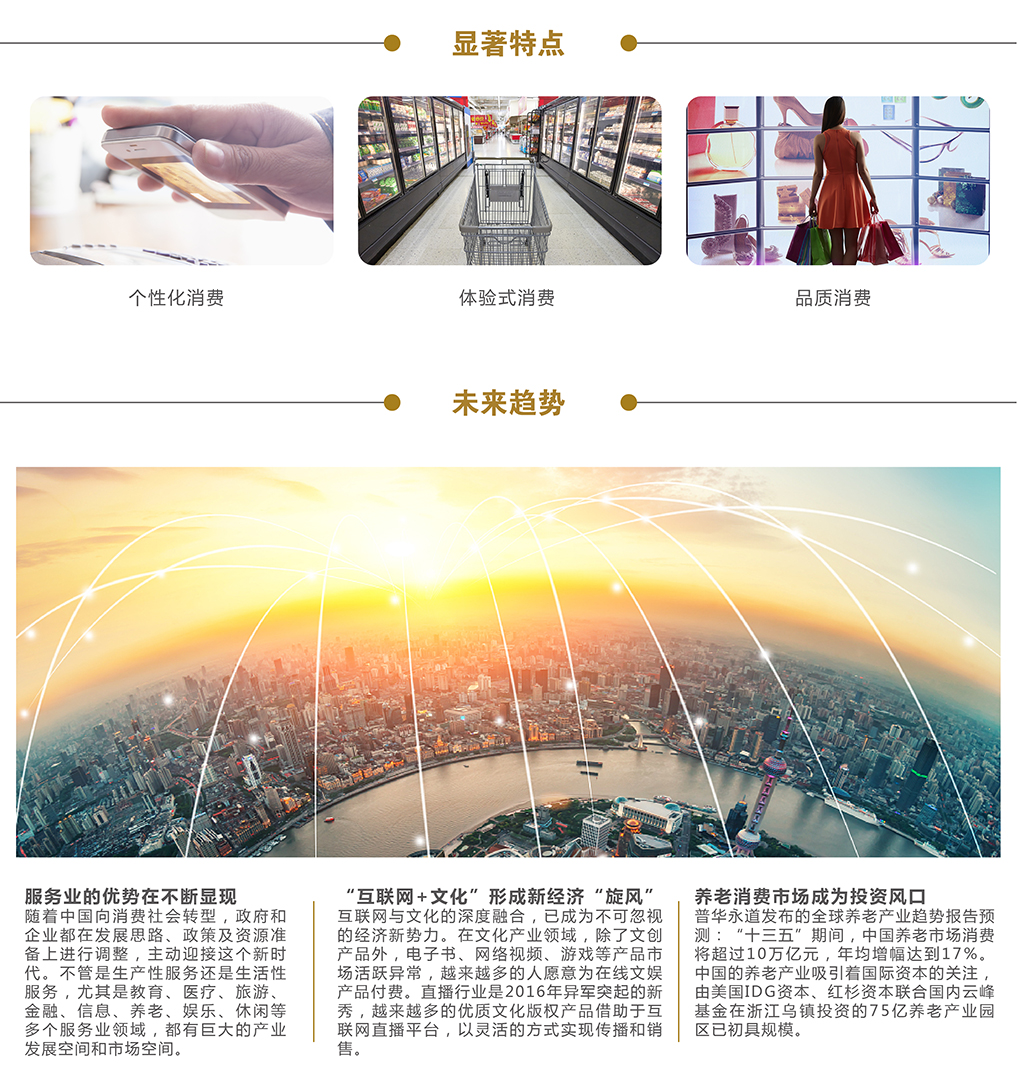 显著特点
个性化消费
体验式消费
品质消费
未来趋势
服务业的优势在不断显现
随着中国向消费社会转型，政府和
企业都在发展思路、政策及资源准
备上进行调整，主动迎接这个新时
代。不管是生产性服务还是生活性
服务，尤其是教育、医疗、旅游、
金融、信息、养老、娱乐、休闲等
多个服务业领域，都有巨大的产业
发展空间和市场空间。
“互联网+文化”形成新经济“旋风”
互联网与文化的深度融合，已成为不可忽视
的经济新势力。在文化产业领域，除了文创
产品外，电子书、网络视频、游戏等产品市
场活跃异常，越来越多的人愿意为在线文娱
产品付费。直播行业是2016年异军突起的新
秀，越来越多的优质文化版权产品借助于互
联网直播平台，以灵活的方式实现传播和销
售。
养老消费市场成为投资风口
普华永道发布的全球养老产业趋势报告预
测：“十三五”期间，中国养老市场消费
将超过10万亿元，年均增幅达到17%。
中国的养老产业吸引着国际资本的关注，
由美国IDG资本、红杉资本联合国内云峰
基金在浙江乌镇投资的75亿养老产业园
区已初具规模。